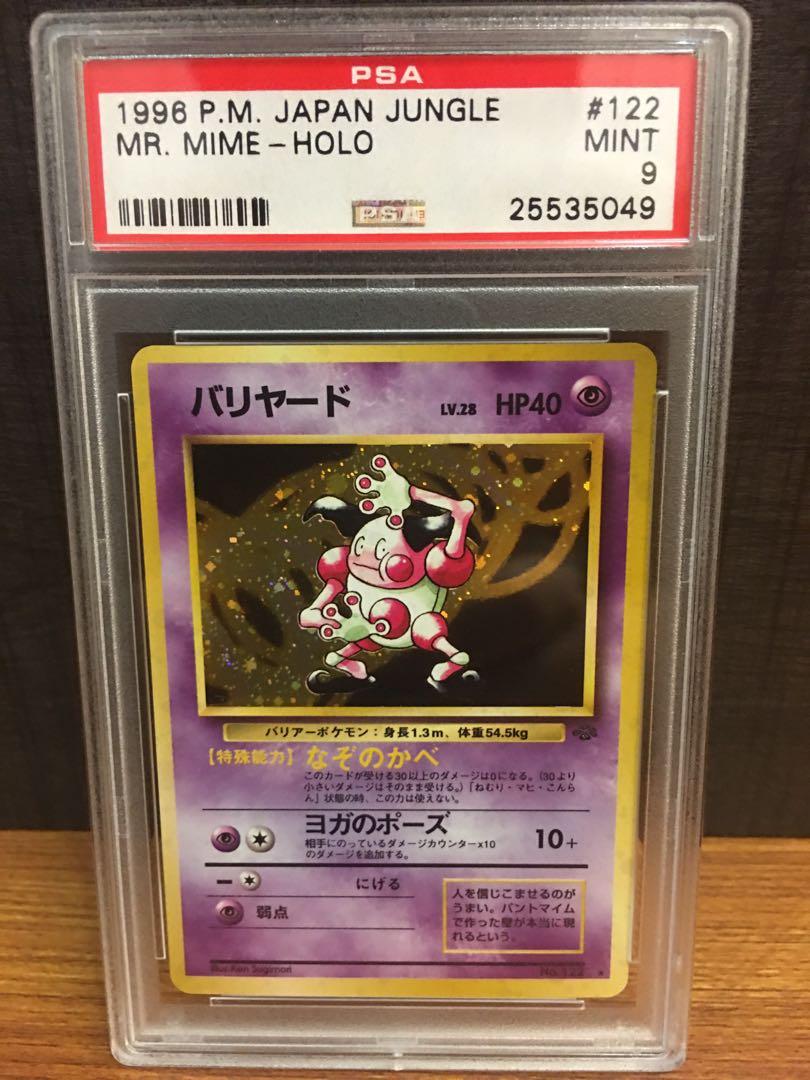 PSA
1996 P.M. JAPAN JUNGLE #122
MR. MIME - HOLO MINT
9
PSA 25535049
バリヤード LV.28 HP40
バリアーポケモン：身長1.3m、体重54.5kg
【特殊能力】なぞのかべ
このカードが受ける30以上のダメージは0になる。(30より
小さいダメージはそのまま受ける。)「ねむり・マヒ・こんら
ん」状態の時、この力は使えない。
ヨガのポーズ 10+
相手にのっているダメージカウンター×10
のダメージを追加する。
にげる
弱点
人を信じこませるのが
うまい。パントマイム
で作った壁が本当に現
れるという。
Illus. Ken Sugimori No. 122